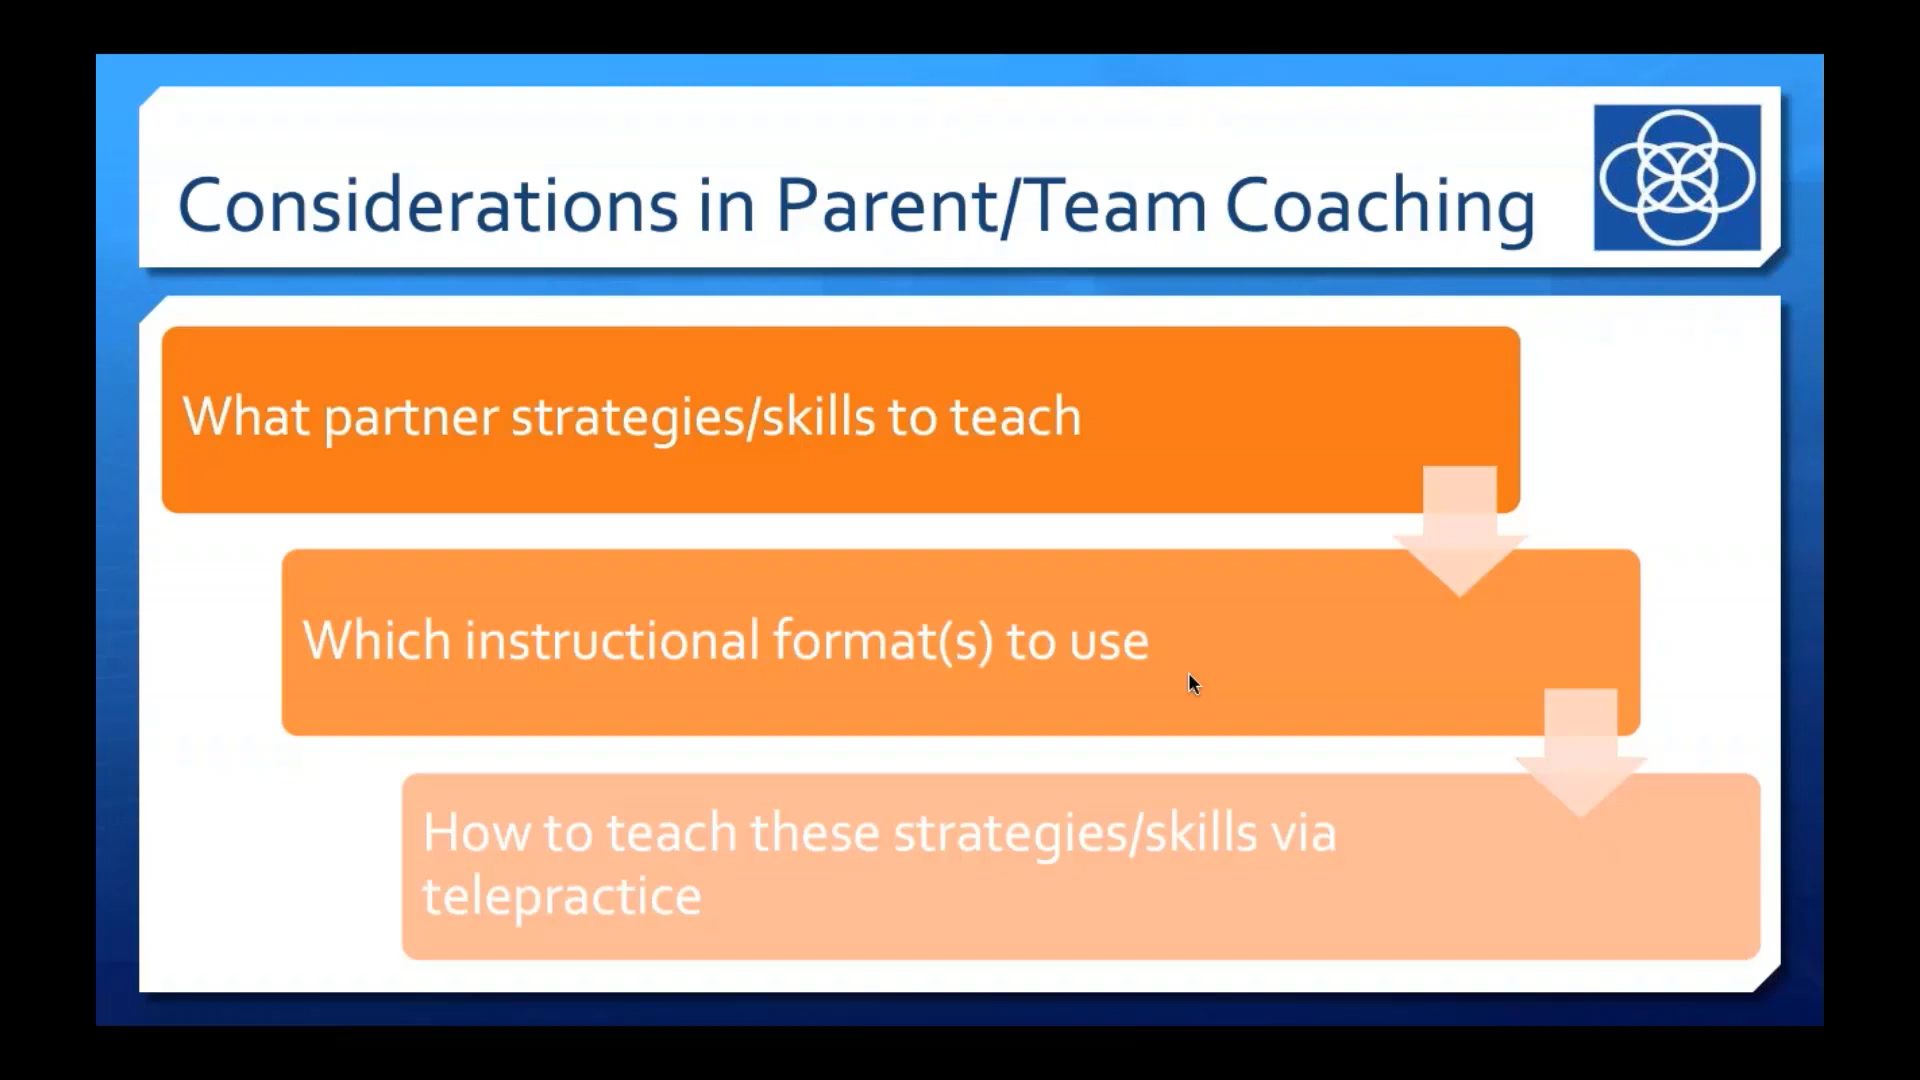 Considerations in Parent/Team Coaching
What partner strategies/skills to teach
Which instructional format(s) to use
How to teach these strategies/skills via
telepractice